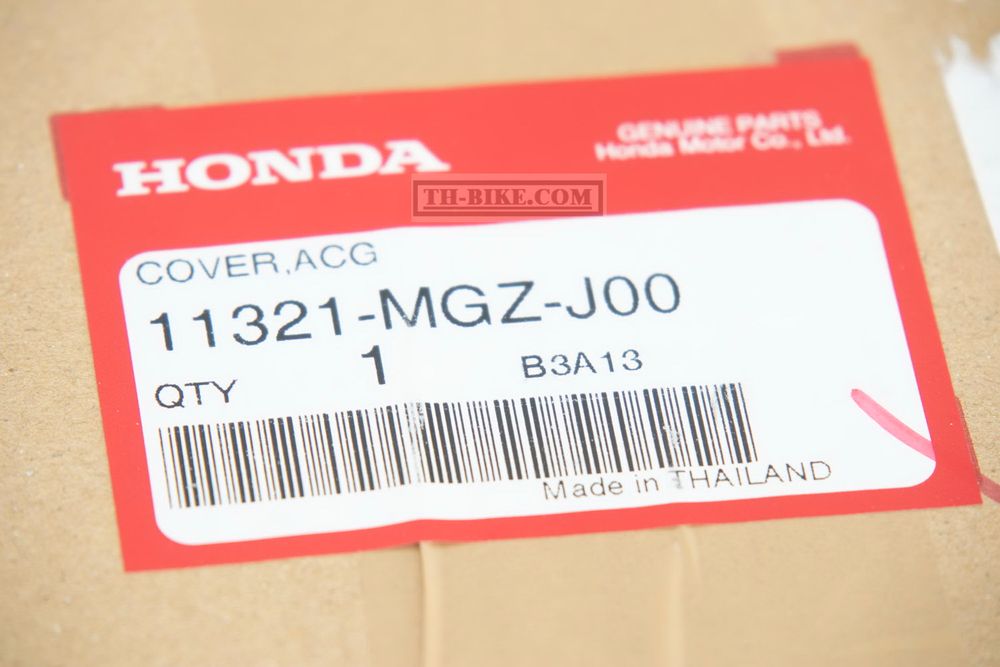 HONDA
GENUINE PARTS
Honda Motor Co., Ltd.
TH-BIKE.COM
COVER,ACG
11321-MGZ-J00
QTY 1 B3A13
Made in THAILAND